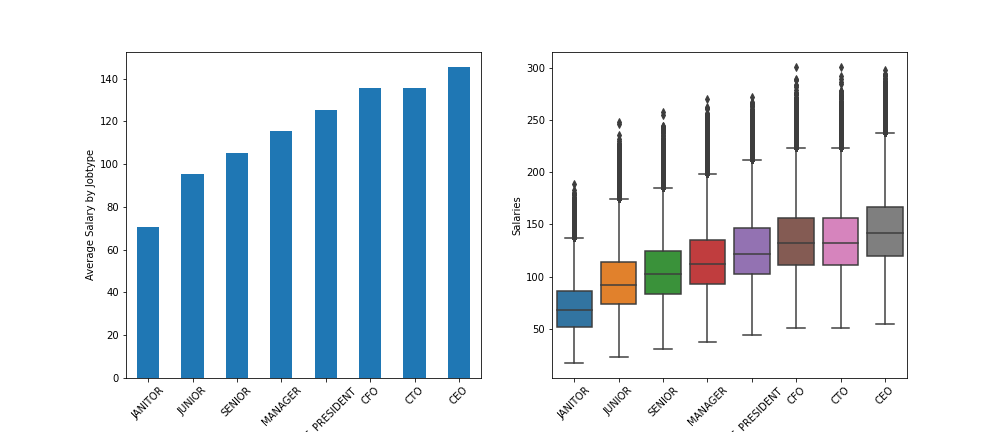 Average Salary by Jobtype
140
120
100
80
60
40
20
0
JANITOR
JUNIOR
SENIOR
MANAGER
PRESIDENT
CFO
CTO
CEO
Salaries
300
250
200
150
100
50
JANITOR
JUNIOR
SENIOR
MANAGER
PRESIDENT
CFO
CTO
CEO